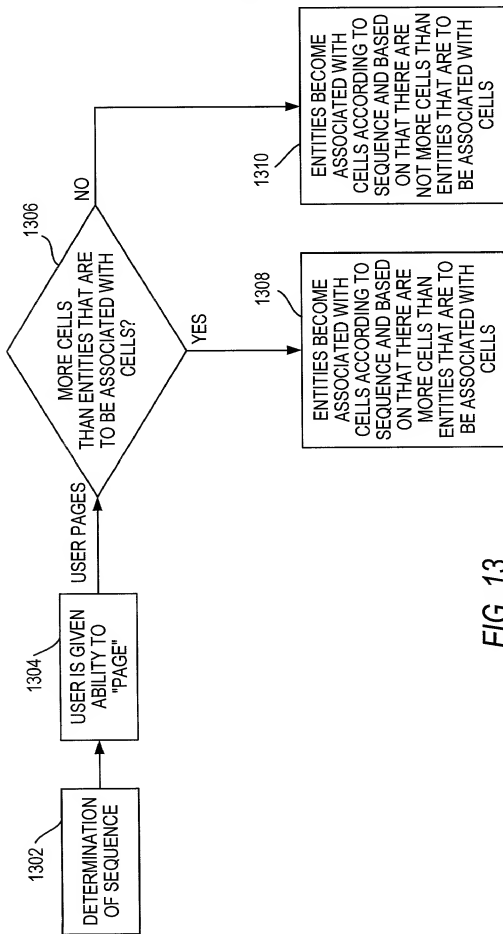 1302
DETERMINATION
OF SEQUENCE
1304
USER IS GIVEN
ABILITY TO
"PAGE"
USER PAGES
1306
MORE CELLS
THAN ENTITIES THAT ARE
TO BE ASSOCIATED WITH
CELLS?
YES
NO
1308
ENTITIES BECOME
ASSOCIATED WITH
CELLS ACCORDING TO
SEQUENCE AND BASED
ON THAT THERE ARE
MORE CELLS THAN
ENTITIES THAT ARE TO
BE ASSOCIATED WITH
CELLS
1310
ENTITIES BECOME
ASSOCIATED WITH
CELLS ACCORDING TO
SEQUENCE AND BASED
ON THAT THERE ARE
NOT MORE CELLS THAN
ENTITIES THAT ARE TO
BE ASSOCIATED WITH
CELLS
FIG. 13